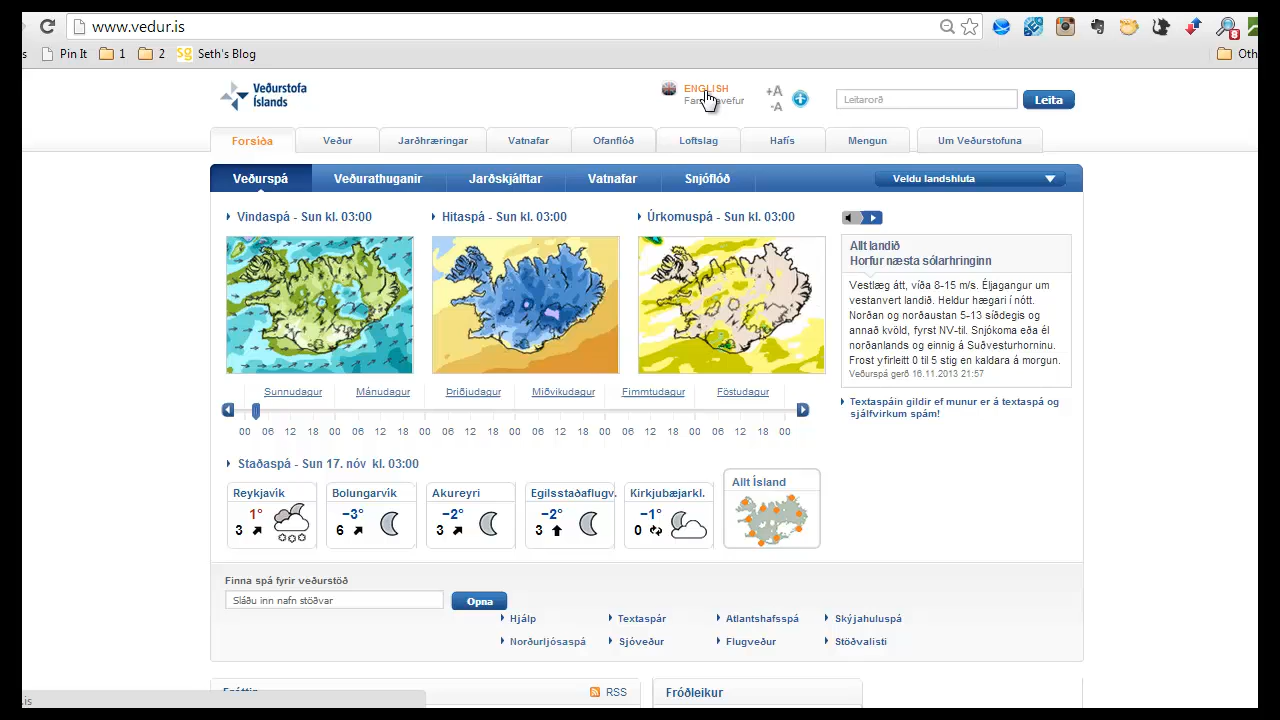 www.vedur.is
s
Pin It
1
2
sg
Seth's Blog
Oth
Veðurstofa
Íslands
ENGLISH
+A
-A
Leitarorð
Leita
Forsíða
Veður
Jarðhræringar
Vatnafar
Ofanflóð
Loftslag
Hafís
Mengun
Um Veðurstofuna
Veðurspá
Veðurathuganir
Jarðskjálftar
Vatnafar
Snjóflóð
Veldu landshluta
Vindaspá - Sun kl. 03:00
Hitaspá - Sun kl. 03:00
Úrkomuspá - Sun kl. 03:00
Allt landið
Horfur næsta sólarhringinn
Vestlæg átt, víða 8-15 m/s. Éljagangur um
vestanvert landið. Heldur hægari í nótt.
Norðan og norðaustan 5-13 síðdegis og
annað kvöld, fyrst NV-til. Snjókoma eða él
norðanlands og einnig á Suðvesturhorninu.
Frost yfirleitt 0 til 5 stig en kaldara á morgun.
Veðurspá gerð 16.11.2013 21:57
Textaspáin gildir ef munur er á textaspá og
sjálfvirkum spám!
Sunnudagur
Mánudagur
Þriðjudagur
Miðvikudagur
Fimmtudagur
Föstudagur
00 06 12 18 00 06 12 18 00 06 12 18 00 06 12 18 00 06 12 18 00 06 12 18 00
Staðaspá - Sun 17. nóv kl. 03:00
Reykjavík
1°
3
Bolungarvík
−3°
6
Akureyri
−2°
3
Egilsstaðaflugv.
−2°
3
Kirkjubæjarkl.
−1°
0
Allt Ísland
Finna spá fyrir veðurstöð
Sláðu inn nafn stöðvar
Opna
Hjálp
Textaspár
Atlantshafsspá
Skýjahuluspá
Norðurljósaspá
Sjóveður
Flugveður
Stöðvalisti
RSS
Fróðleikur
.is